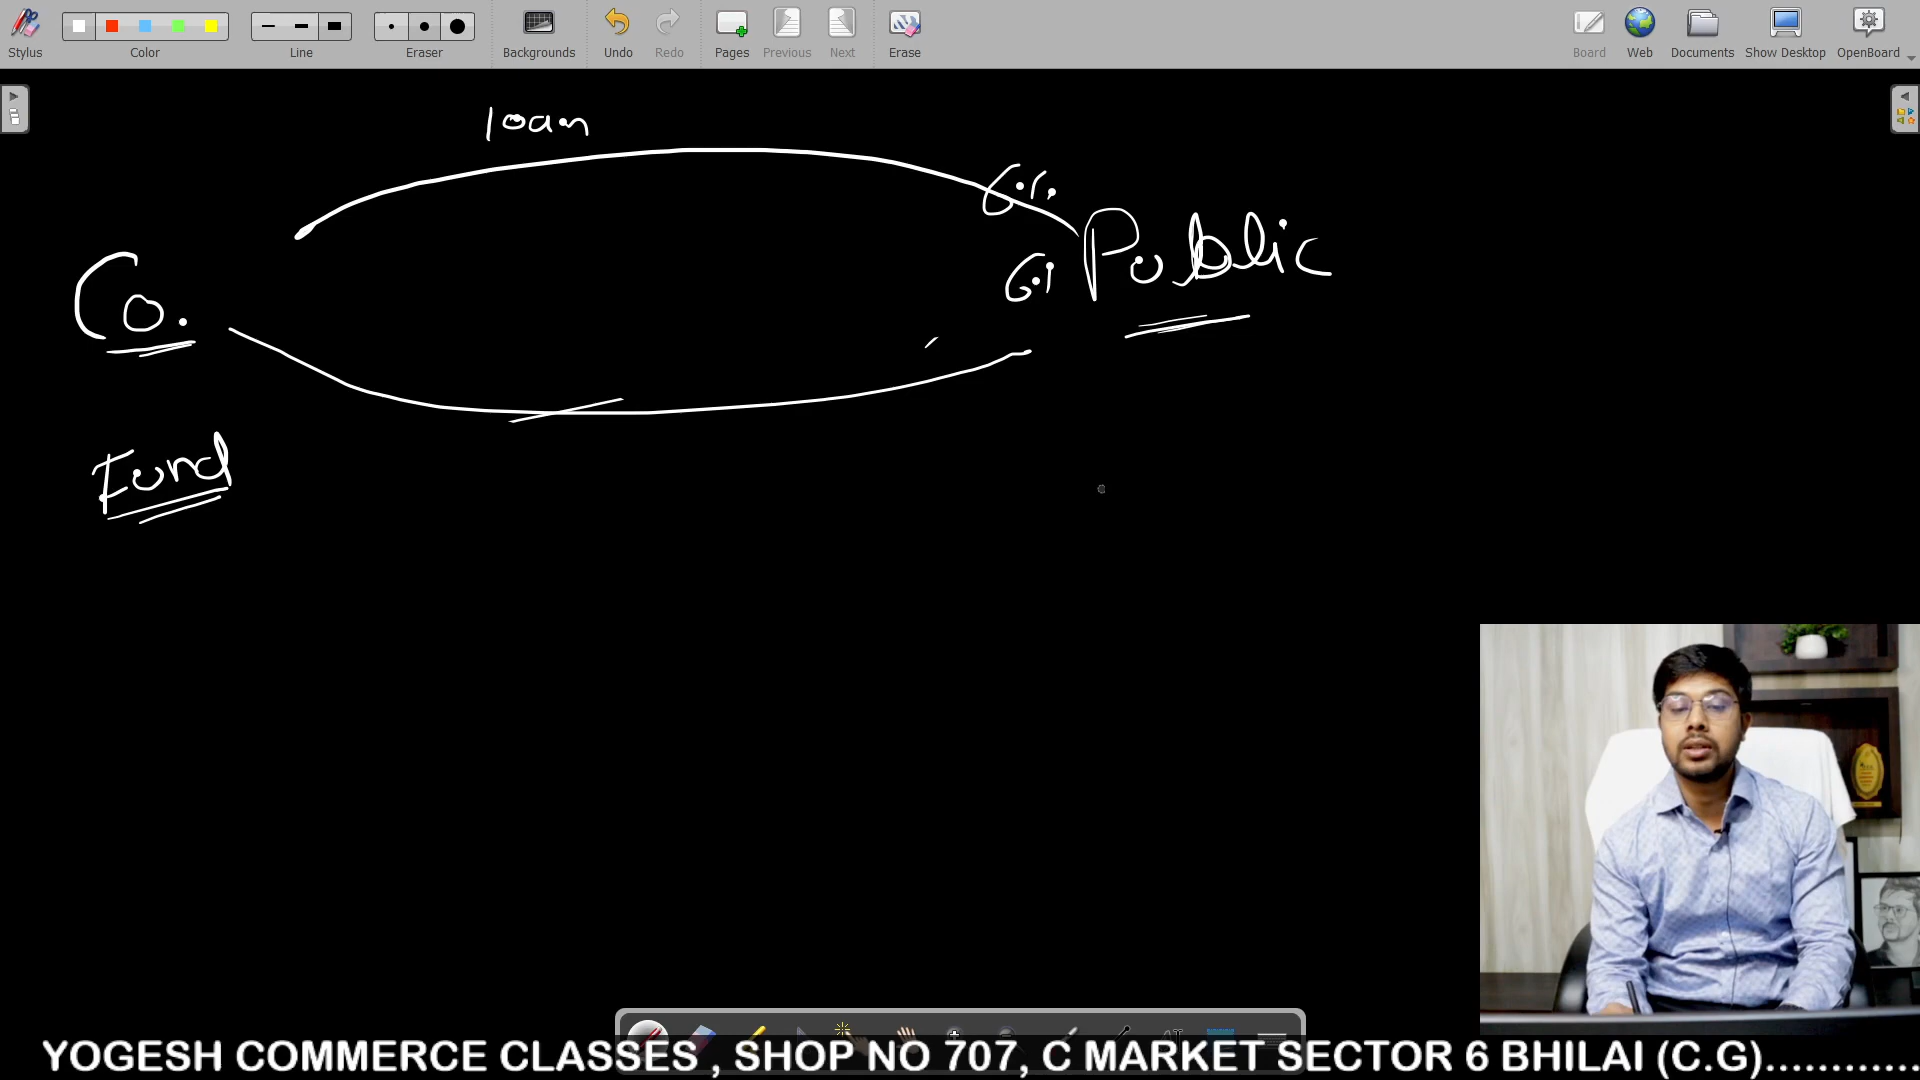 Stylus Color Line Eraser Backgrounds Undo Redo Pages Previous Next Erase Board Web Documents Show Desktop OpenBoard
loan
6%
Co. Public
Fund
YOGESH COMMERCE CLASSES , SHOP NO 707, C MARKET SECTOR 6 BHILAI (C.G).............